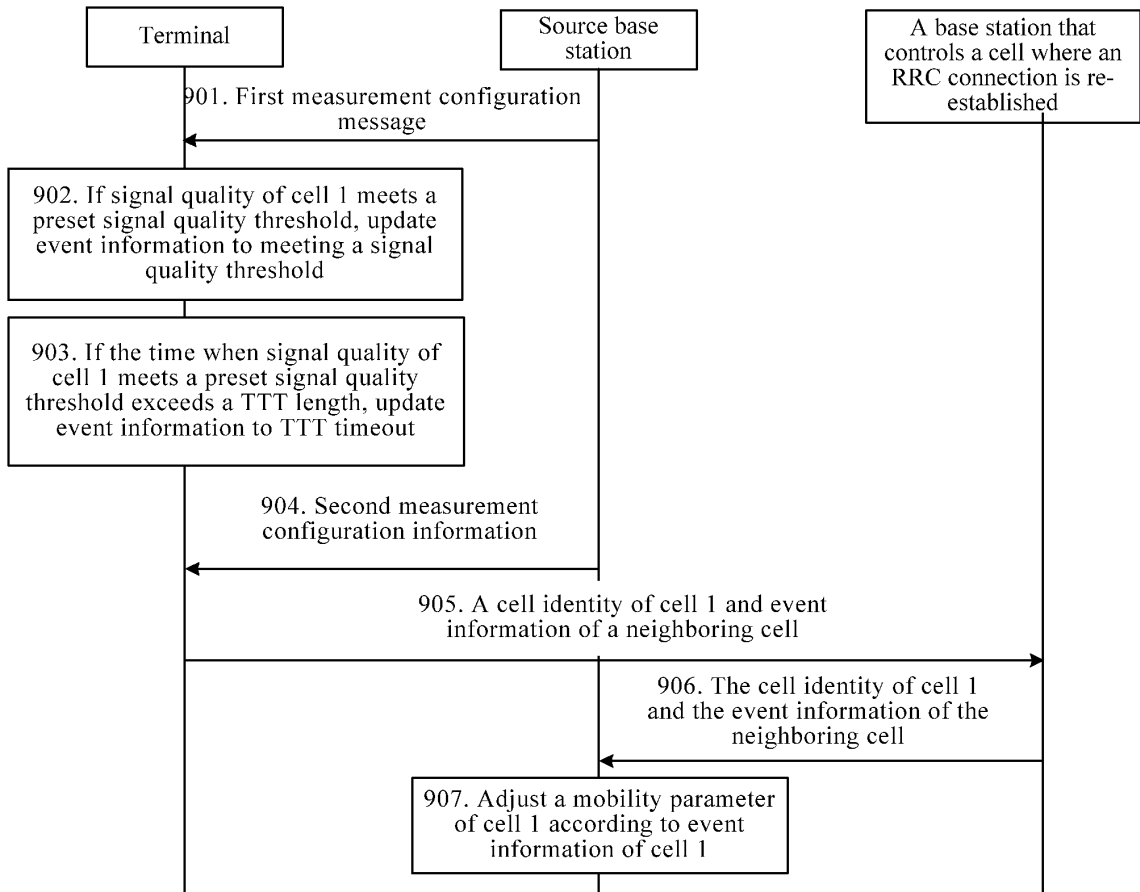 Terminal
Source base
station
A base station that
controls a cell where an
RRC connection is re-
established
901. First measurement configuration
message
902. If signal quality of cell 1 meets a
preset signal quality threshold, update
event information to meeting a signal
quality threshold
903. If the time when signal quality of
cell 1 meets a preset signal quality
threshold exceeds a TTT length, update
event information to TTT timeout
904. Second measurement
configuration information
905. A cell identity of cell 1 and event
information of a neighboring cell
906. The cell identity of cell 1
and the event information of the
neighboring cell
907. Adjust a mobility parameter
of cell 1 according to event
information of cell 1